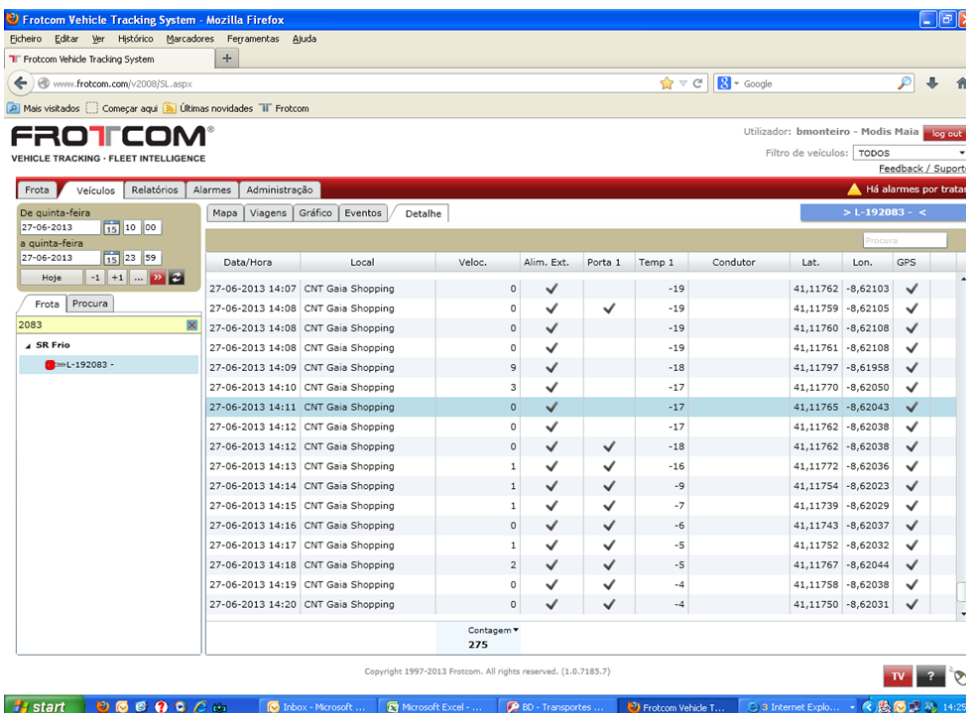 Frotcom Vehicle Tracking System - Mozilla Firefox
Ficheiro Editar Ver Histórico Marcadores Ferramentas Ajuda
Frotcom Vehicle Tracking System +
www.frotcom.com/v2008/SL.aspx Google
Mais visitados Começar aqui Últimas novidades Frotcom
FROTCOM®
VEHICLE TRACKING · FLEET INTELLIGENCE
Utilizador: bmonteiro - Modis Maia log out
Filtro de veículos: TODOS
Feedback / Suport
Frota Veículos Relatórios Alarmes Administração Há alarmes por tratar
De quinta-feira
27-06-2013 15 10 00
a quinta-feira
27-06-2013 15 23 59
Hoje -1 +1 ... »
Frota Procura
2083
SR Frio
L-192083 -
Mapa Viagens Gráfico Eventos Detalhe > L-192083 - <
Procura
Data/Hora Local Veloc. Alim. Ext. Porta 1 Temp 1 Condutor Lat. Lon. GPS
27-06-2013 14:07 CNT Gaia Shopping 0 ✓ -19 41,11762 -8,62103 ✓
27-06-2013 14:08 CNT Gaia Shopping 0 ✓ ✓ -19 41,11759 -8,62105 ✓
27-06-2013 14:08 CNT Gaia Shopping 0 ✓ -19 41,11760 -8,62108 ✓
27-06-2013 14:08 CNT Gaia Shopping 0 ✓ -19 41,11761 -8,62108 ✓
27-06-2013 14:09 CNT Gaia Shopping 9 ✓ -18 41,11797 -8,61958 ✓
27-06-2013 14:10 CNT Gaia Shopping 3 ✓ -17 41,11770 -8,62050 ✓
27-06-2013 14:11 CNT Gaia Shopping 0 ✓ -17 41,11765 -8,62043 ✓
27-06-2013 14:12 CNT Gaia Shopping 0 ✓ -17 41,11762 -8,62038 ✓
27-06-2013 14:12 CNT Gaia Shopping 0 ✓ ✓ -18 41,11762 -8,62038 ✓
27-06-2013 14:13 CNT Gaia Shopping 1 ✓ ✓ -16 41,11772 -8,62036 ✓
27-06-2013 14:14 CNT Gaia Shopping 1 ✓ ✓ -9 41,11754 -8,62023 ✓
27-06-2013 14:15 CNT Gaia Shopping 1 ✓ ✓ -7 41,11739 -8,62029 ✓
27-06-2013 14:16 CNT Gaia Shopping 0 ✓ ✓ -6 41,11743 -8,62037 ✓
27-06-2013 14:17 CNT Gaia Shopping 1 ✓ ✓ -5 41,11752 -8,62032 ✓
27-06-2013 14:18 CNT Gaia Shopping 2 ✓ ✓ -5 41,11767 -8,62044 ✓
27-06-2013 14:19 CNT Gaia Shopping 0 ✓ ✓ -4 41,11758 -8,62038 ✓
27-06-2013 14:20 CNT Gaia Shopping 0 ✓ ✓ -4 41,11750 -8,62031 ✓
Contagem
275
Copyright 1997-2013 Frotcom. All rights reserved. (1.0.7185.7)
TV ?
start Inbox - Microsoft ... Microsoft Excel - ... BD - Transportes ... Frotcom Vehicle T... 3 Internet Explo... 14:25